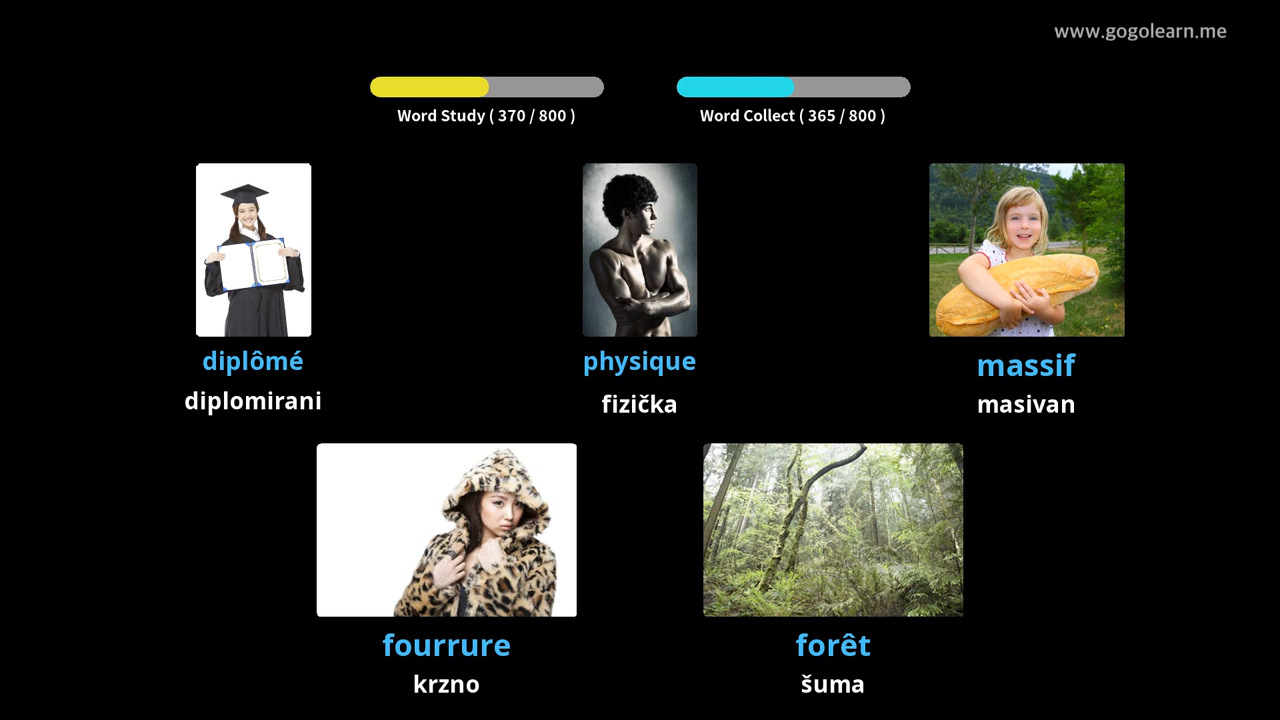 www.gogolearn.me
Word Study ( 370 / 800 )
Word Collect ( 365 / 800 )
diplômé
diplomirani
physique
fizička
massif
masivan
fourrure
krzno
forêt
šuma